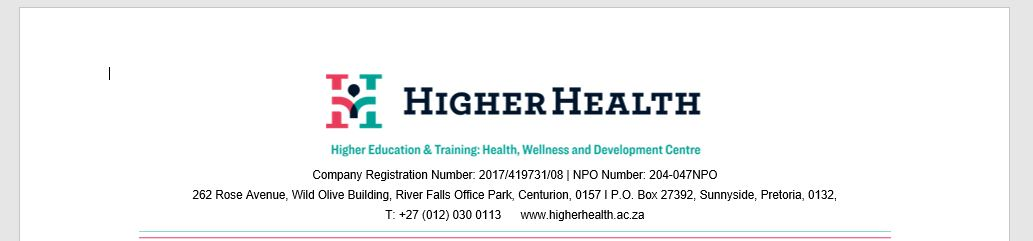 HIGHER HEALTH
Higher Education & Training: Health, Wellness and Development Centre
Company Registration Number: 2017/419731/08 | NPO Number: 204-047NPO
262 Rose Avenue, Wild Olive Building, River Falls Office Park, Centurion, 0157 I P.O. Box 27392, Sunnyside, Pretoria, 0132,
T: +27 (012) 030 0113 www.higherhealth.ac.za